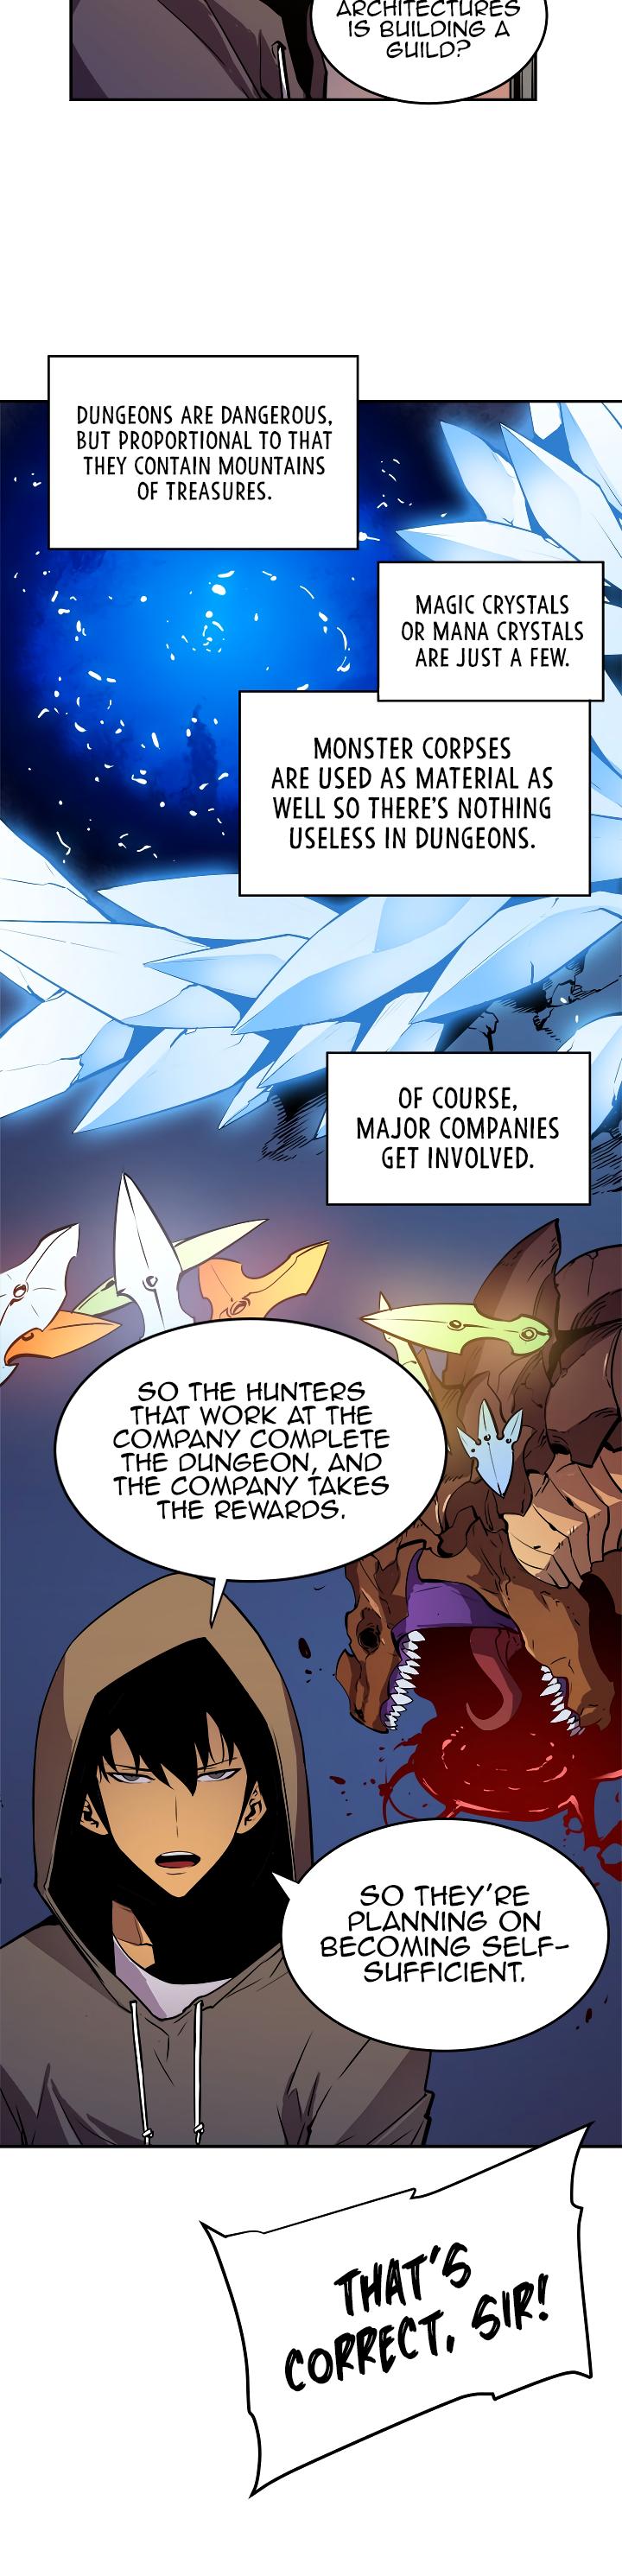 ARCHITECTURES
IS BUILDING A
GUILD?
DUNGEONS ARE DANGEROUS,
BUT PROPORTIONAL TO THAT
THEY CONTAIN MOUNTAINS
OF TREASURES.
MAGIC CRYSTALS
OR MANA CRYSTALS
ARE JUST A FEW.
MONSTER CORPSES
ARE USED AS MATERIAL AS
WELL SO THERE'S NOTHING
USELESS IN DUNGEONS.
OF COURSE,
MAJOR COMPANIES
GET INVOLVED.
SO THE HUNTERS
THAT WORK AT THE
COMPANY COMPLETE
THE DUNGEON, AND
THE COMPANY TAKES
THE REWARDS.
SO THEY'RE
PLANNING ON
BECOMING SELF-
SUFFICIENT.
THAT'S
CORRECT, SIR!